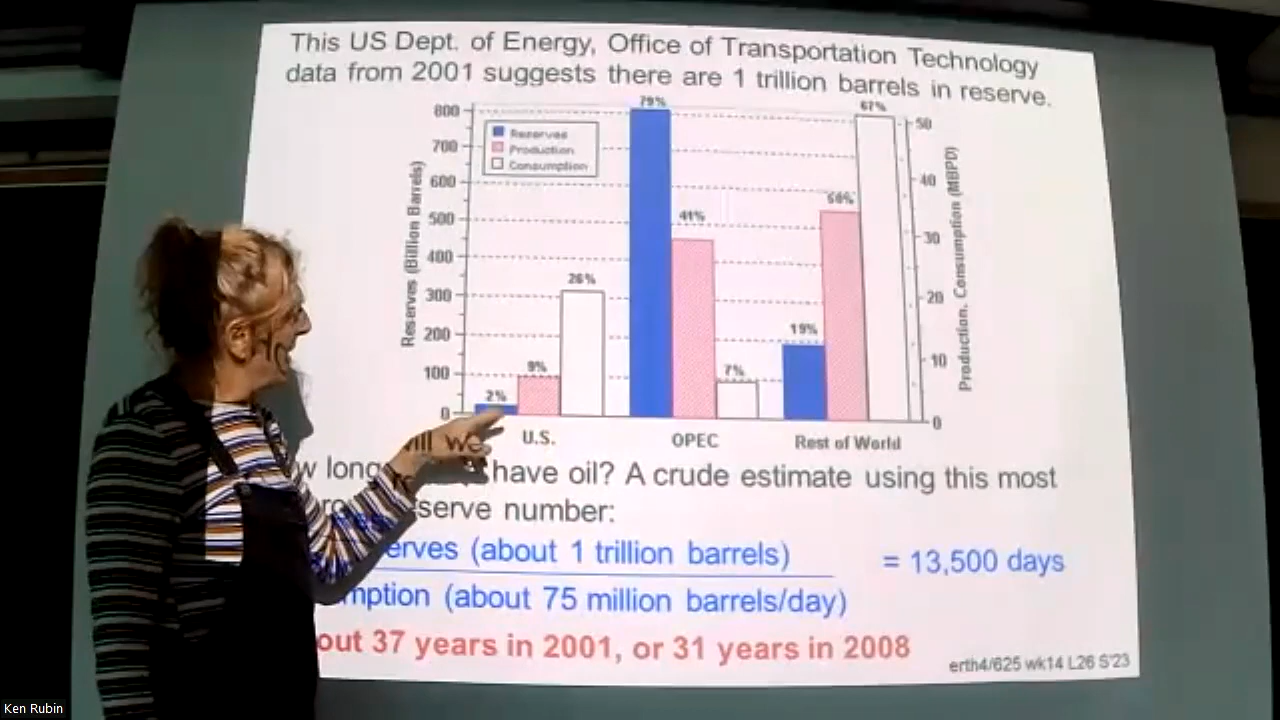 This US Dept. of Energy, Office of Transportation Technology
data from 2001 suggests there are 1 trillion barrels in reserve.
79%
67%
800
700
600
500
400
300
200
100
0
Reserves (Billion Barrels)
Reserves
Production
Consumption
2%
9%
26%
41%
7%
19%
50
40
30
20
10
0
Production, Consumption (MBPD)
U.S.
OPEC
Rest of World
long will we have oil? A crude estimate using this most
serve number:
erves (about 1 trillion barrels)
= 13,500 days
mption (about 75 million barrels/day)
out 37 years in 2001, or 31 years in 2008
erth4/625 wk14 L26 S'23
Ken Rubin